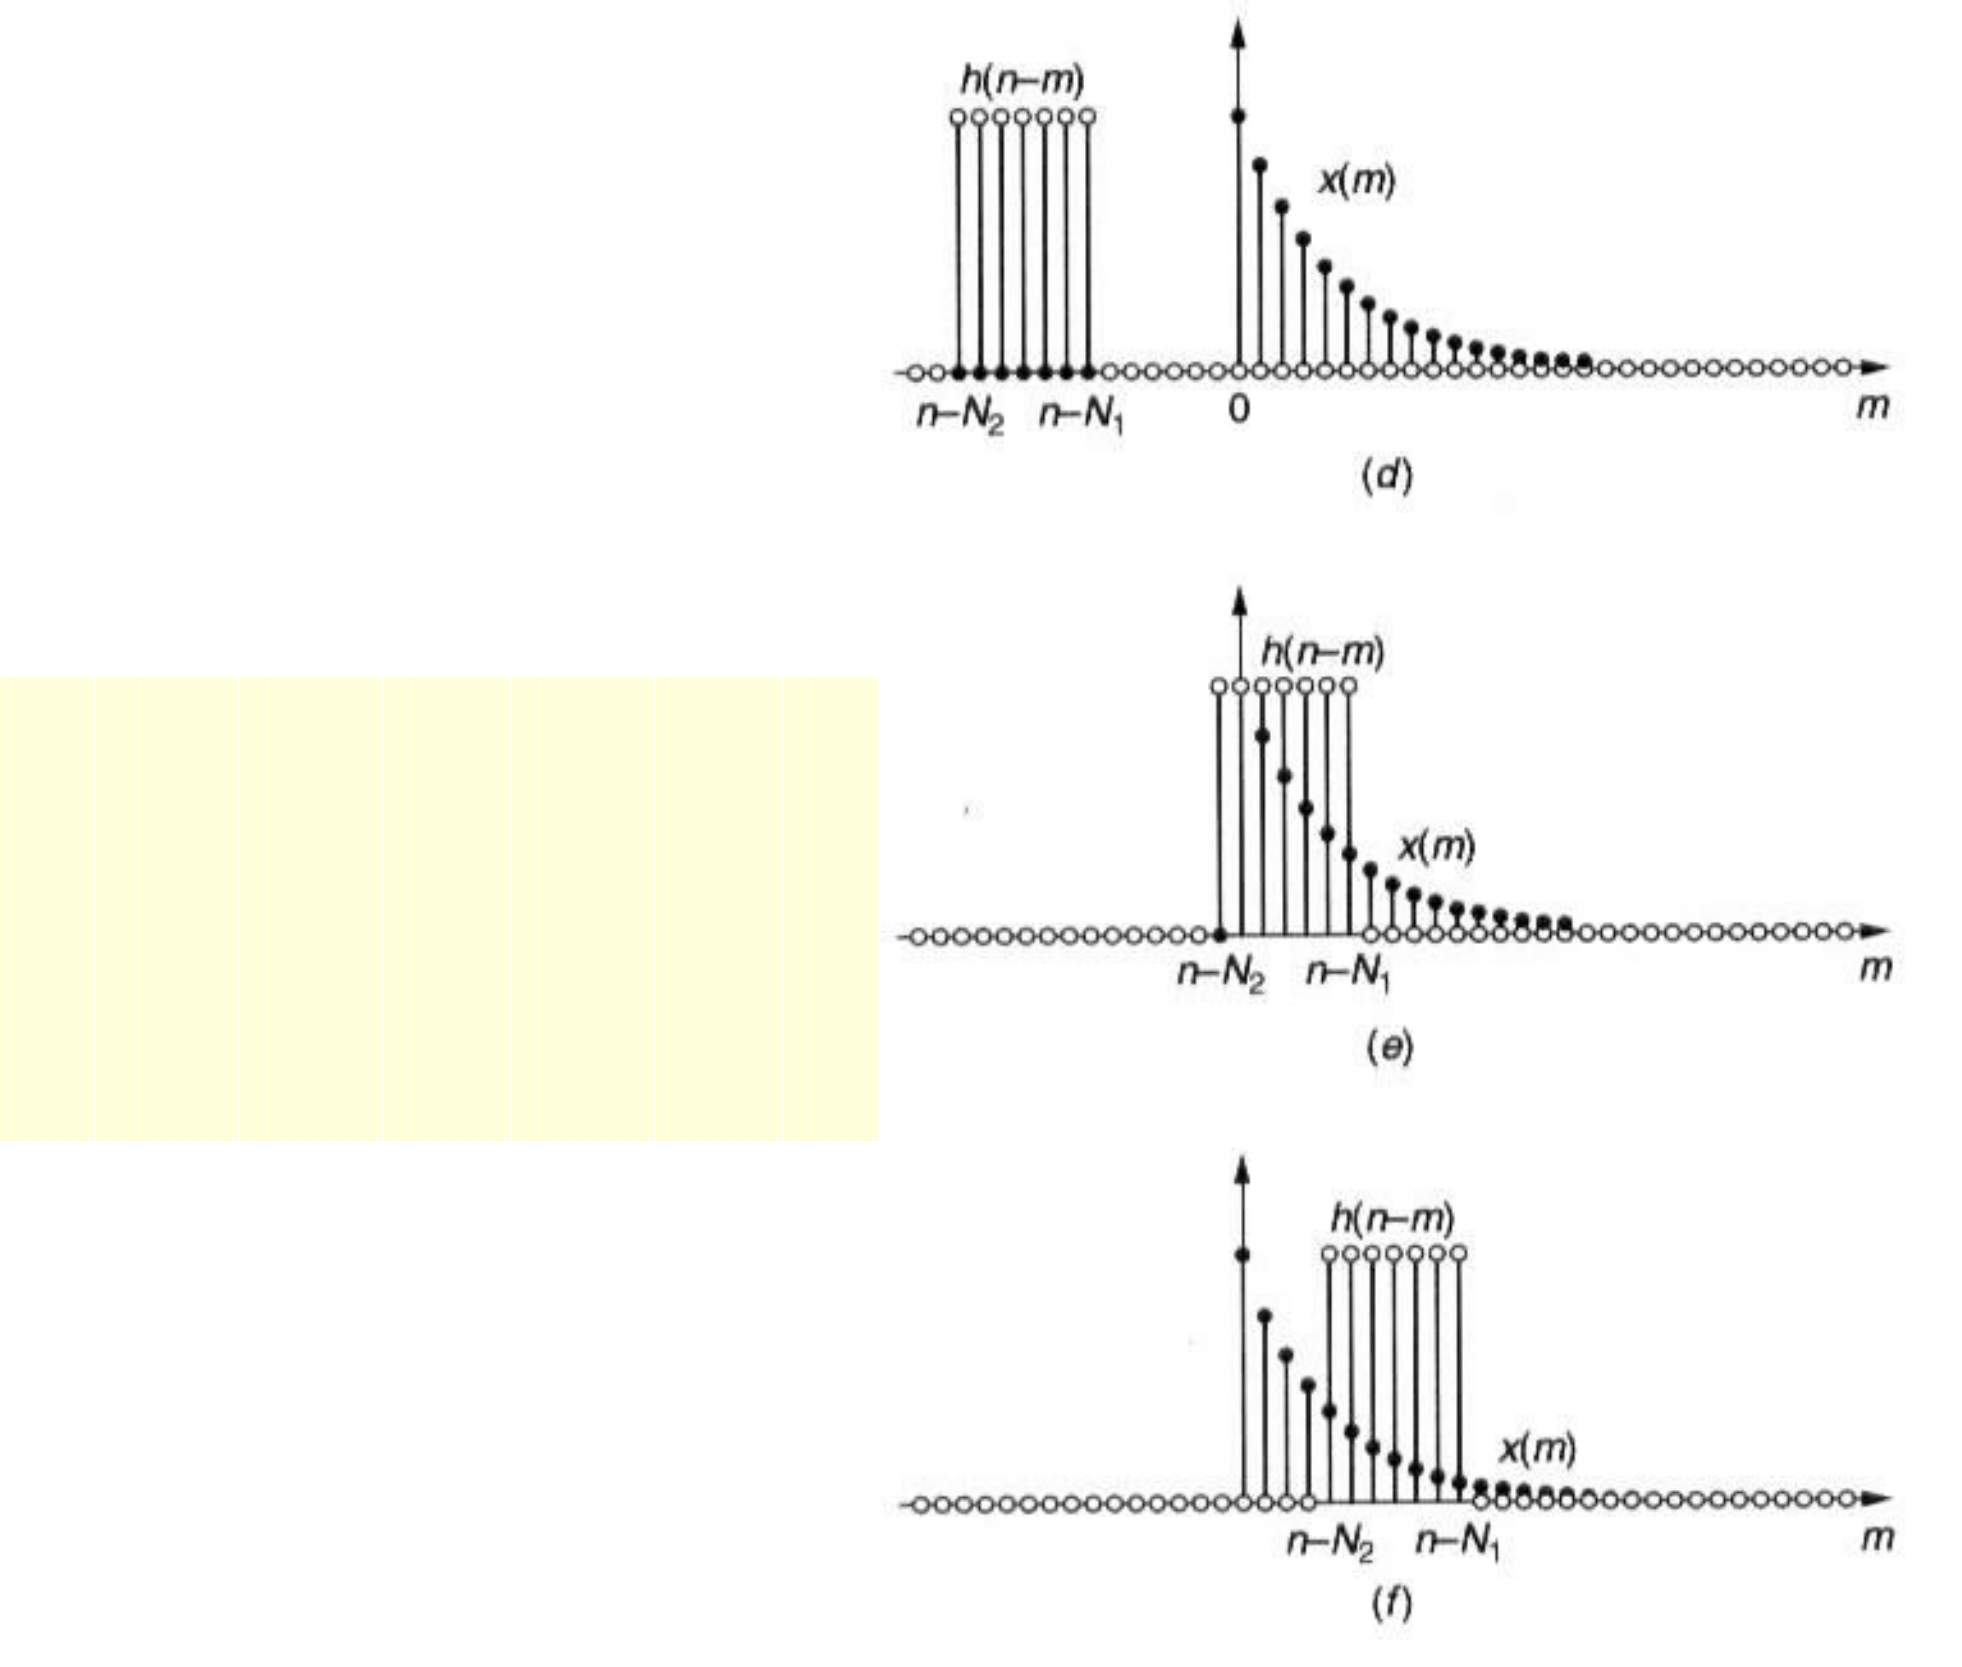 h(n–m)
x(m)
n–N₂ n–N₁ 0 m
(d)
h(n–m)
x(m)
n–N₂ n–N₁ m
(e)
h(n–m)
x(m)
n–N₂ n–N₁ m
(f)